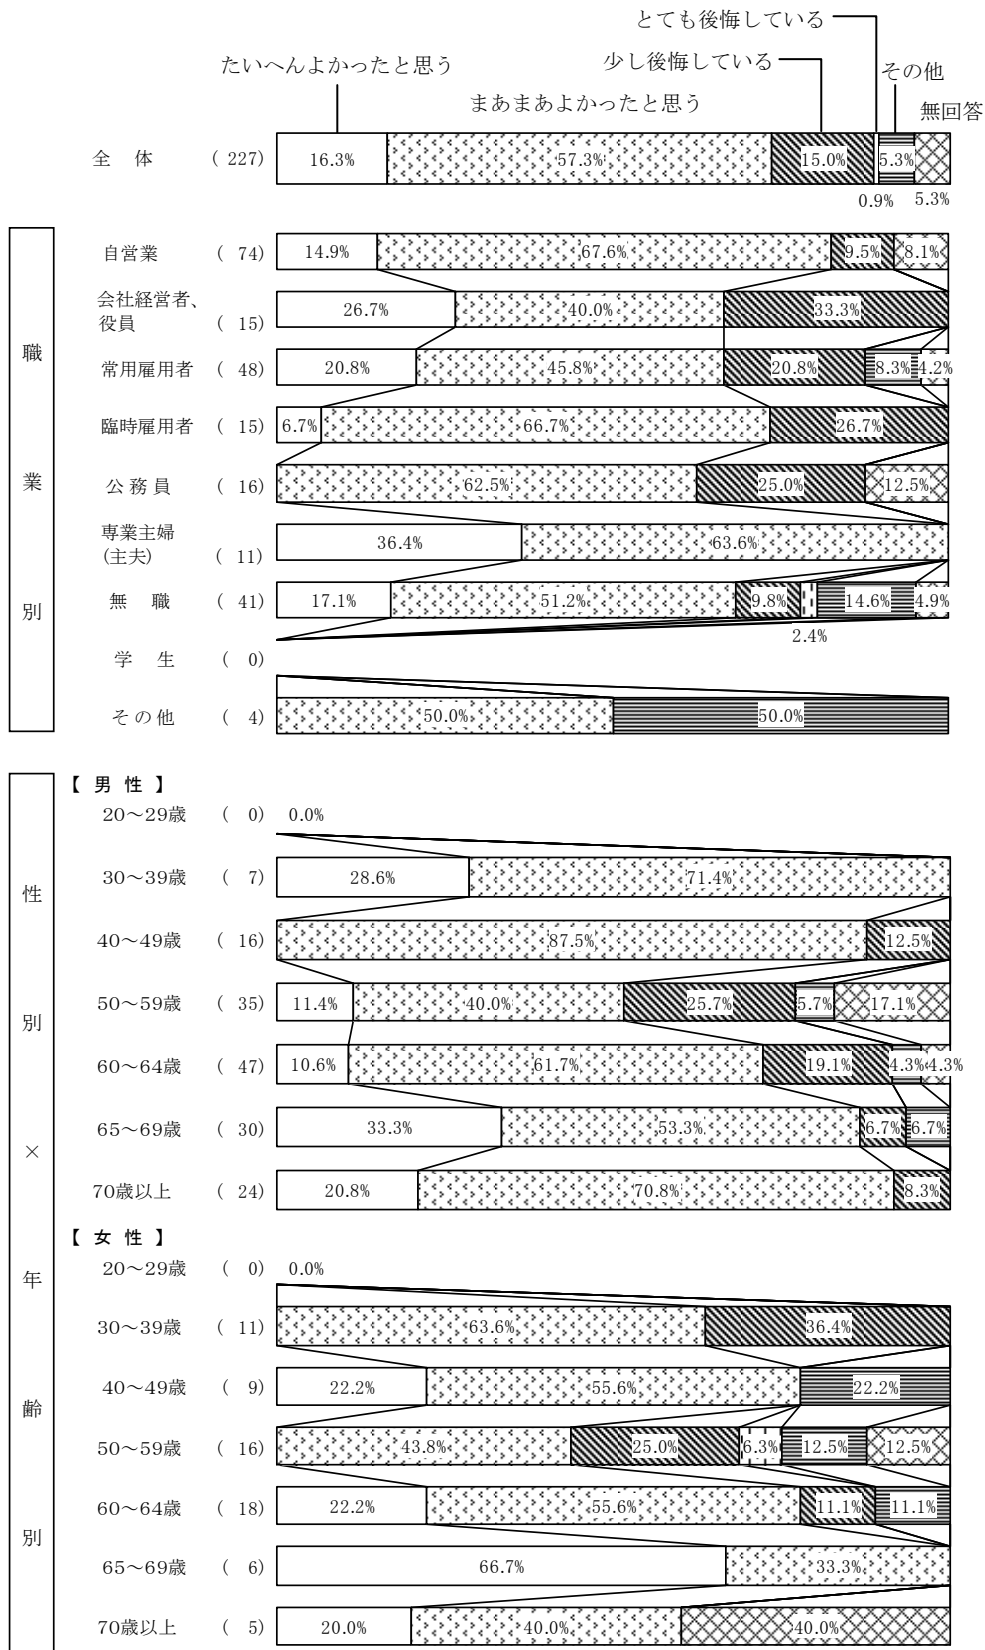 とても後悔している
たいへんよかったと思う
少し後悔している
その他
まあまあよかったと思う
無回答
全 体 ( 227) 16.3% 57.3% 15.0% 5.3%
0.9% 5.3%
職業別
自営業 ( 74) 14.9% 67.6% 9.5% 8.1%
会社経営者、
役員 ( 15) 26.7% 40.0% 33.3%
常用雇用者 ( 48) 20.8% 45.8% 20.8% 8.3% 4.2%
臨時雇用者 ( 15) 6.7% 66.7% 26.7%
公務員 ( 16) 62.5% 25.0% 12.5%
専業主婦
(主夫) ( 11) 36.4% 63.6%
無 職 ( 41) 17.1% 51.2% 9.8% 14.6% 4.9%
2.4%
学 生 ( 0)
その他 ( 4) 50.0% 50.0%
性別×年齢別
【 男 性 】
20～29歳 ( 0) 0.0%
30～39歳 ( 7) 28.6% 71.4%
40～49歳 ( 16) 87.5% 12.5%
50～59歳 ( 35) 11.4% 40.0% 25.7% 5.7% 17.1%
60～64歳 ( 47) 10.6% 61.7% 19.1% 4.3% 4.3%
65～69歳 ( 30) 33.3% 53.3% 6.7% 6.7%
70歳以上 ( 24) 20.8% 70.8% 8.3%
【 女 性 】
20～29歳 ( 0) 0.0%
30～39歳 ( 11) 63.6% 36.4%
40～49歳 ( 9) 22.2% 55.6% 22.2%
50～59歳 ( 16) 43.8% 25.0% 6.3% 12.5% 12.5%
60～64歳 ( 18) 22.2% 55.6% 11.1% 11.1%
65～69歳 ( 6) 66.7% 33.3%
70歳以上 ( 5) 20.0% 40.0% 40.0%